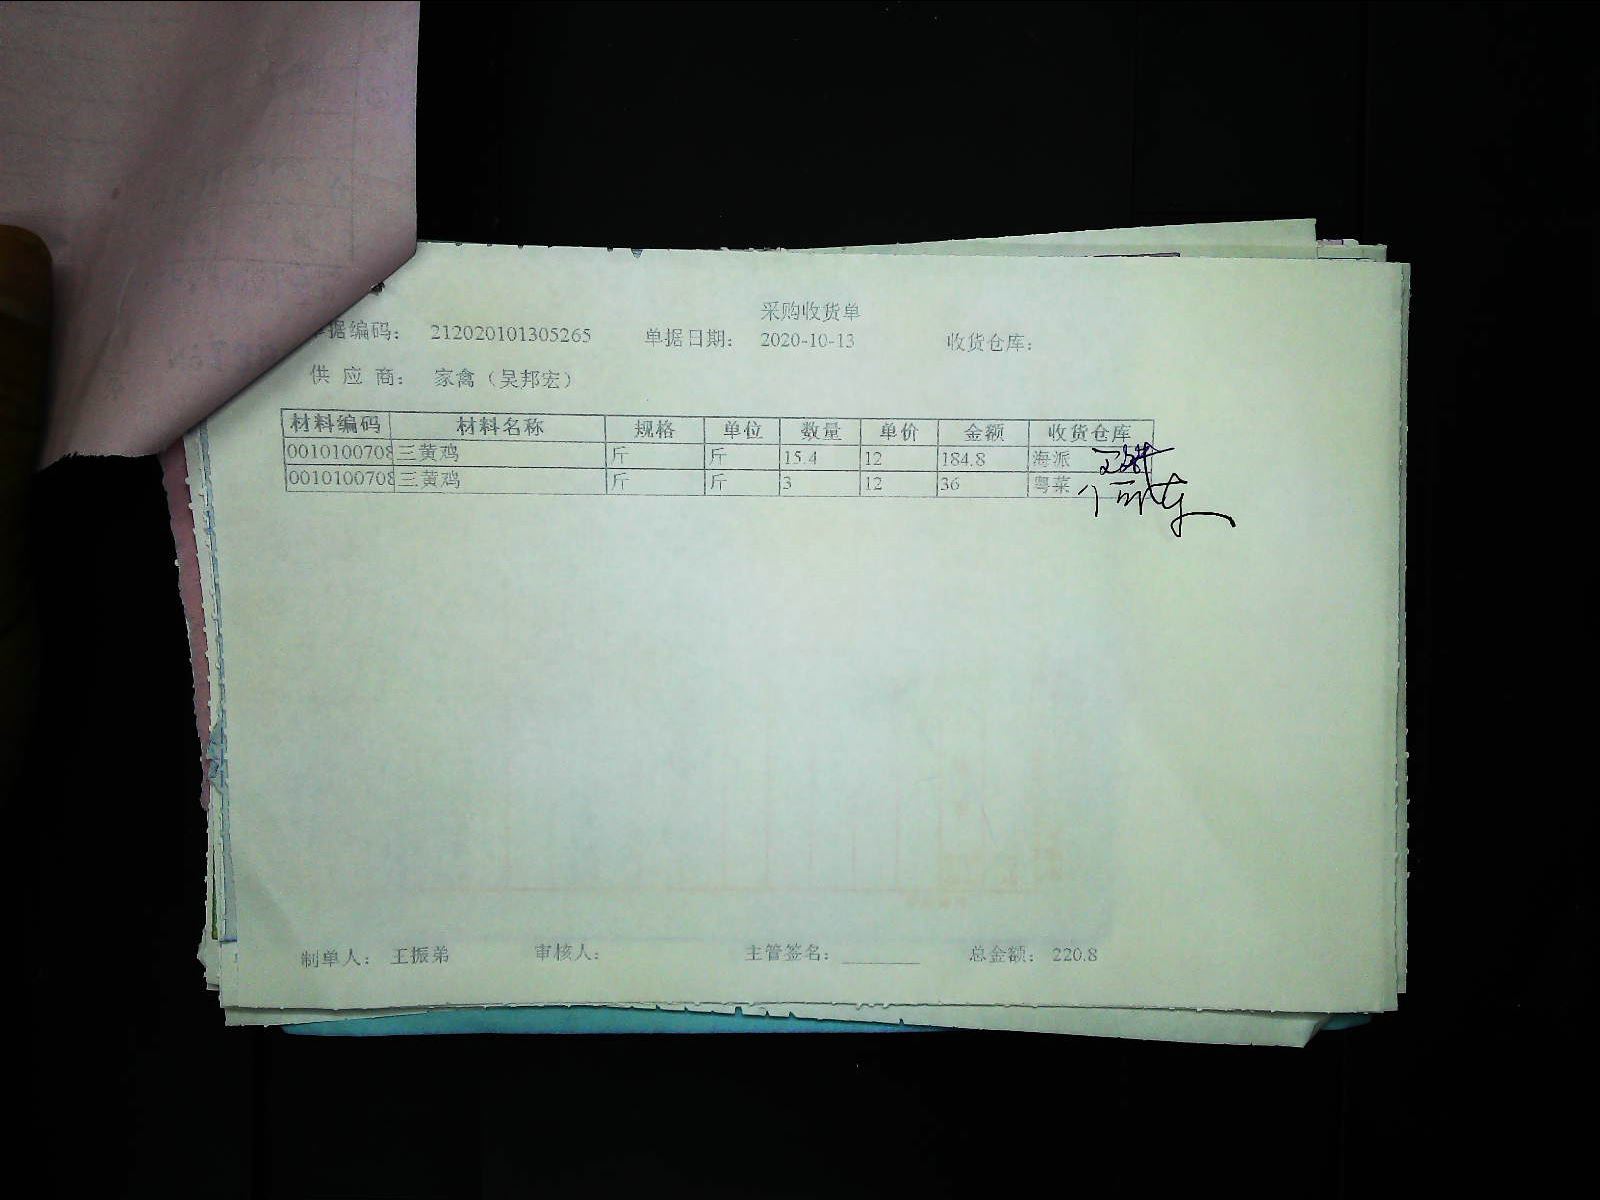 采购收货单
单据编码： 212020101305265 单据日期： 2020-10-13 收货仓库：
供 应 商： 家禽（吴邦宏）
材料编码 材料名称 规格 单位 数量 单价 金额 收货仓库
0010100708 三黄鸡 斤 斤 15.4 12 184.8 海派
0010100708 三黄鸡 斤 斤 3 12 36 粤菜
制单人： 王振弟 审核人： 主管签名： ________ 总金额： 220.8